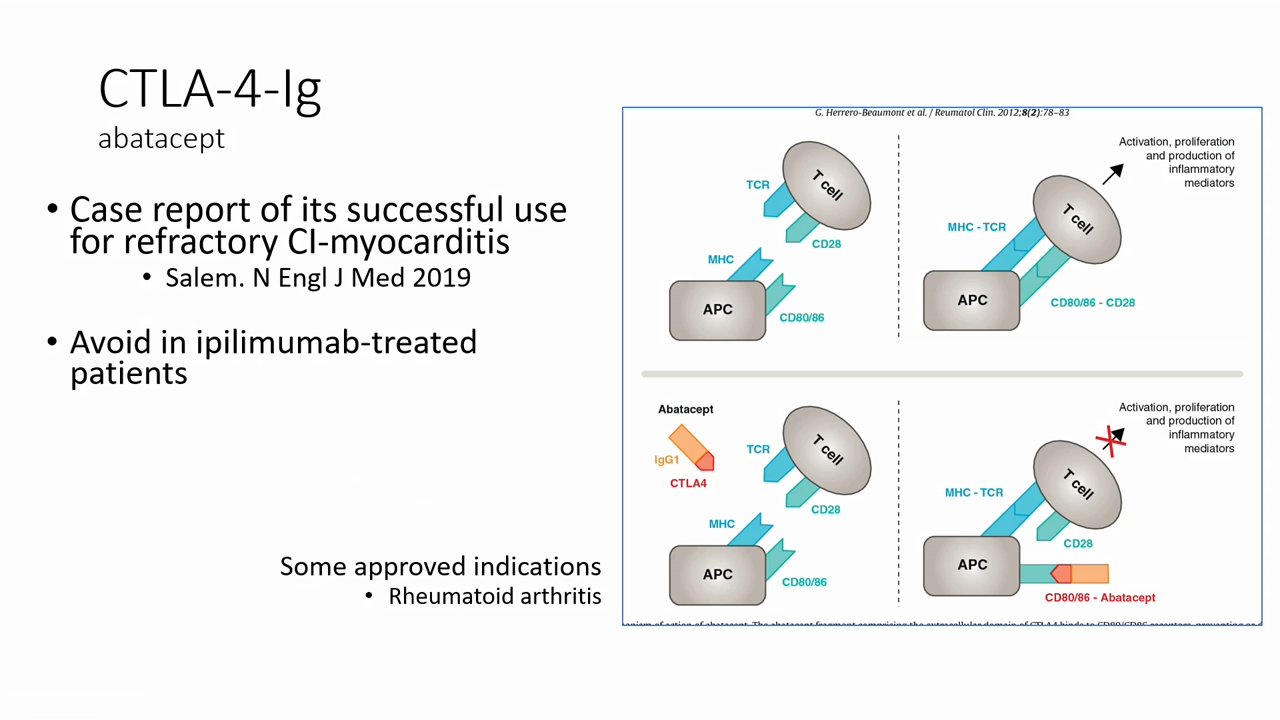 CTLA-4-Ig
abatacept
• Case report of its successful use
for refractory CI-myocarditis
• Salem. N Engl J Med 2019
• Avoid in ipilimumab-treated
patients
Some approved indications
• Rheumatoid arthritis
G. Herrero-Beaumont et al. / Reumatol Clin. 2012;8(2):78–83
TCR
T cell
CD28
MHC
APC
CD80/86
Activation, proliferation
and production of
inflammatory
mediators
MHC - TCR
T cell
APC
CD80/86 - CD28
Abatacept
IgG1
CTLA4
TCR
T cell
CD28
MHC
APC
CD80/86
Activation, proliferation
and production of
inflammatory
mediators
MHC - TCR
T cell
CD28
APC
CD80/86 - Abatacept